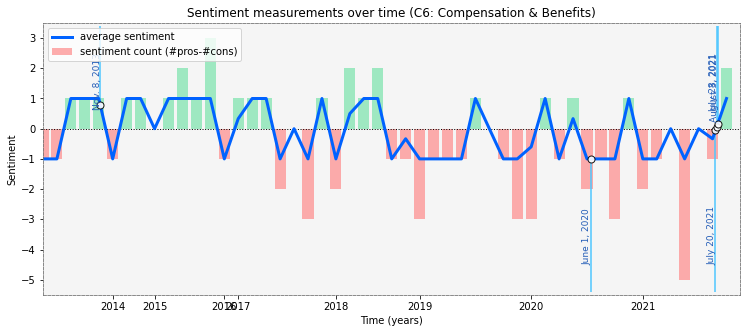 Sentiment measurements over time (C6: Compensation & Benefits)
average sentiment
sentiment count (#pros-#cons)
3
2
1
0
−1
−2
−3
−4
−5
Sentiment
Nov. 8,
June 1, 2020
July 20, 2021
2014
2015
2016
2017
2018
2019
2020
2021
Time (years)